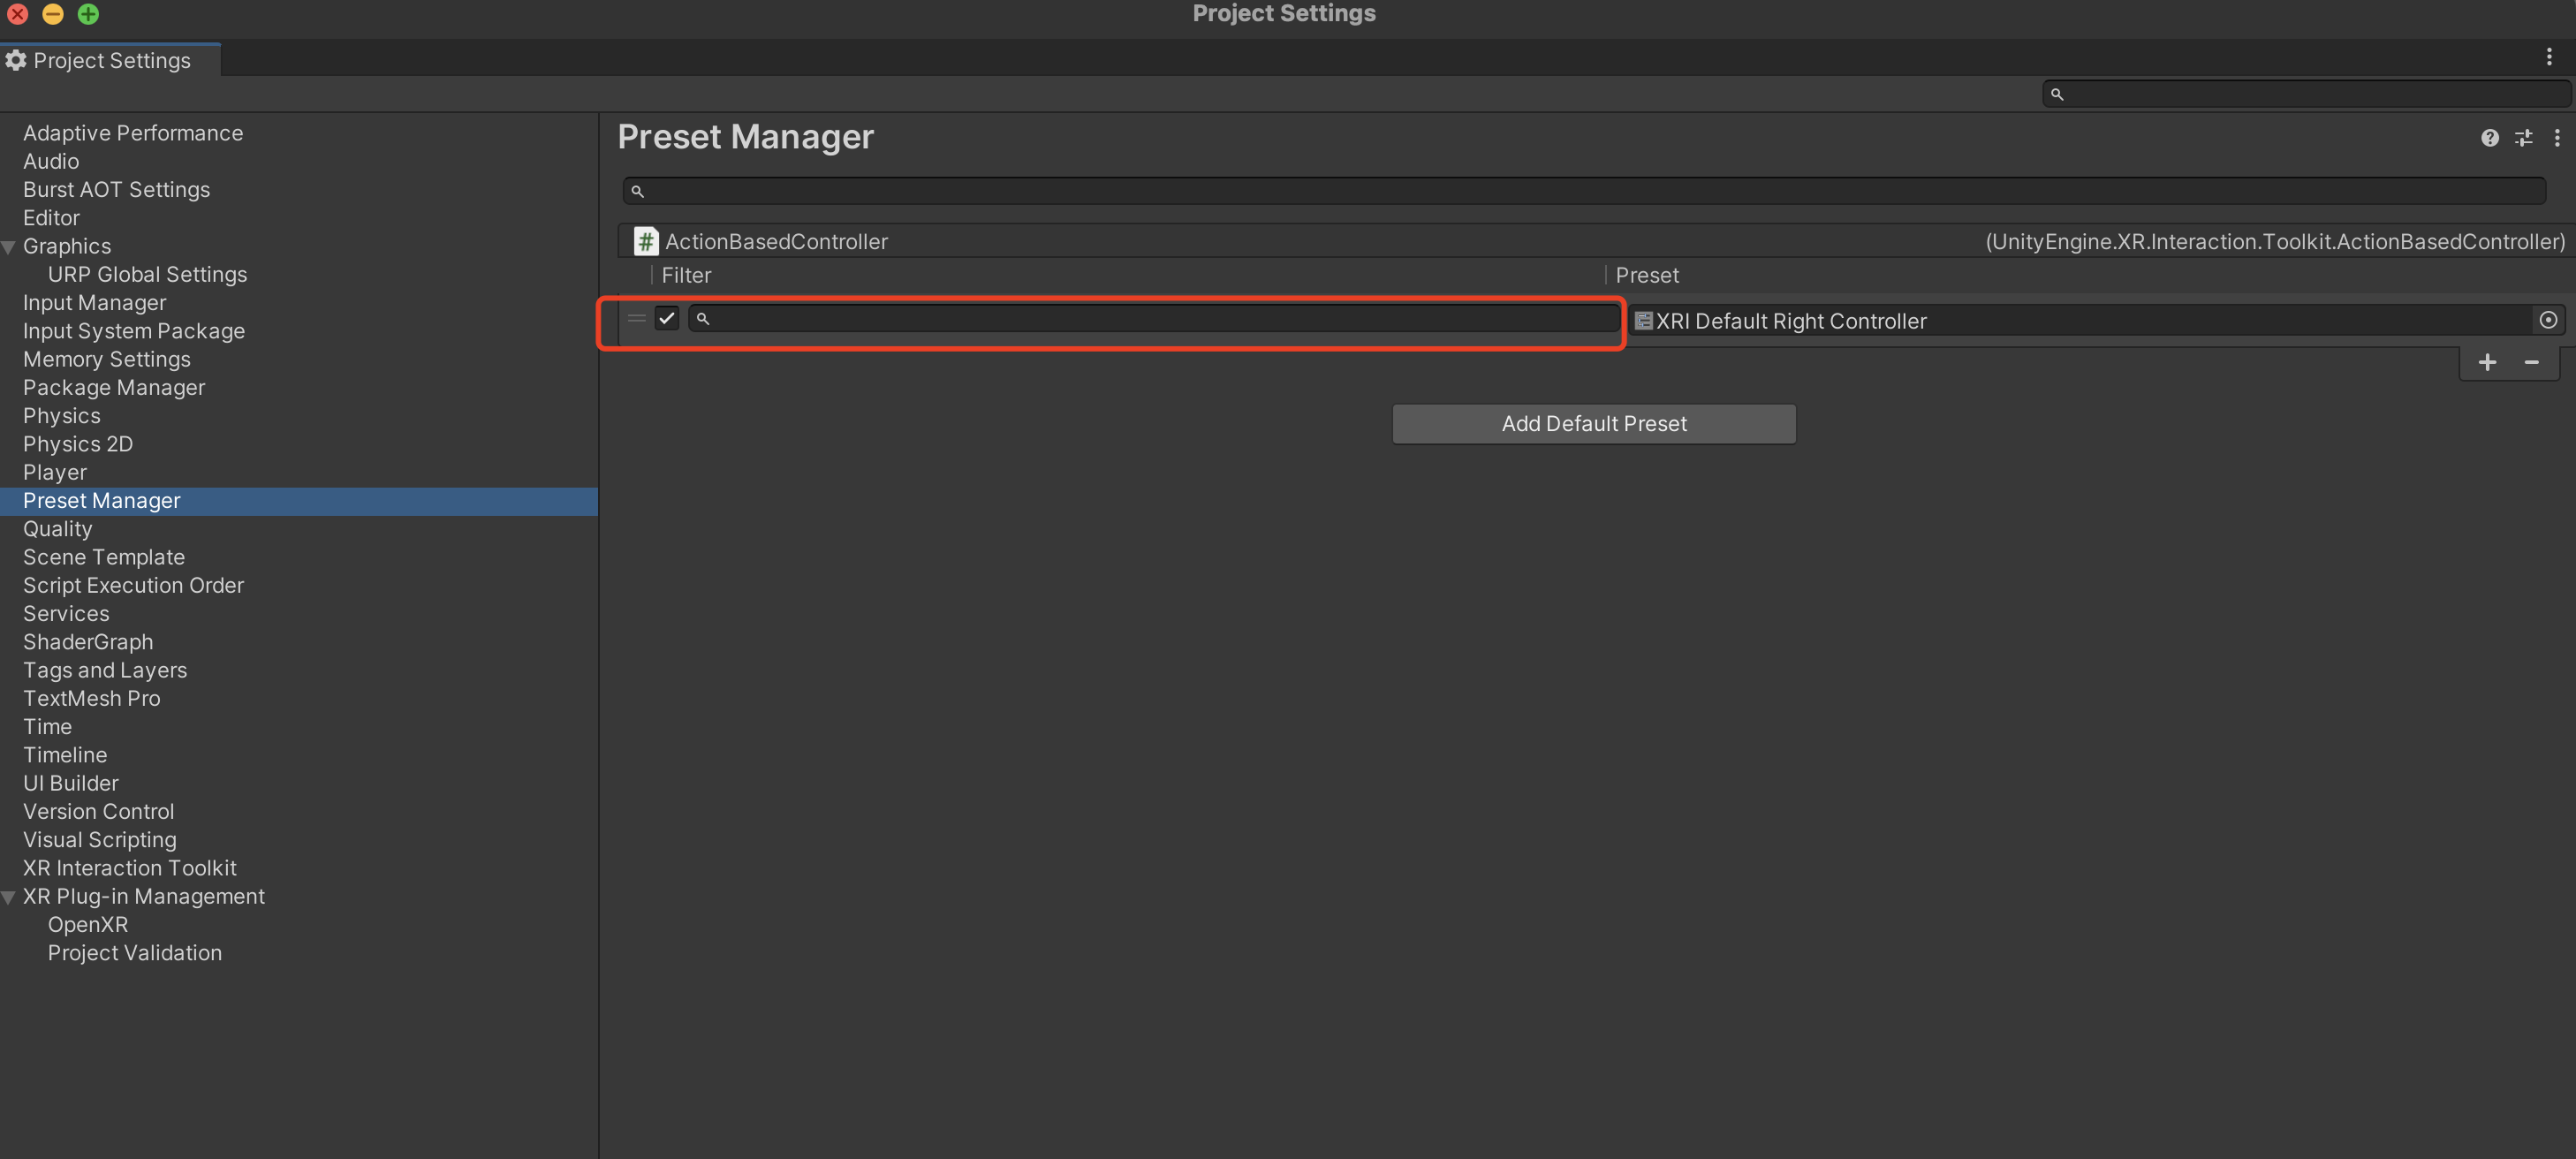 Project Settings
Project Settings
Adaptive Performance
Audio
Burst AOT Settings
Editor
Graphics
URP Global Settings
Input Manager
Input System Package
Memory Settings
Package Manager
Physics
Physics 2D
Player
Preset Manager
Quality
Scene Template
Script Execution Order
Services
ShaderGraph
Tags and Layers
TextMesh Pro
Time
Timeline
UI Builder
Version Control
Visual Scripting
XR Interaction Toolkit
XR Plug-in Management
OpenXR
Project Validation
Preset Manager
ActionBasedController (UnityEngine.XR.Interaction.Toolkit.ActionBasedController)
Filter Preset
XRI Default Right Controller
Add Default Preset